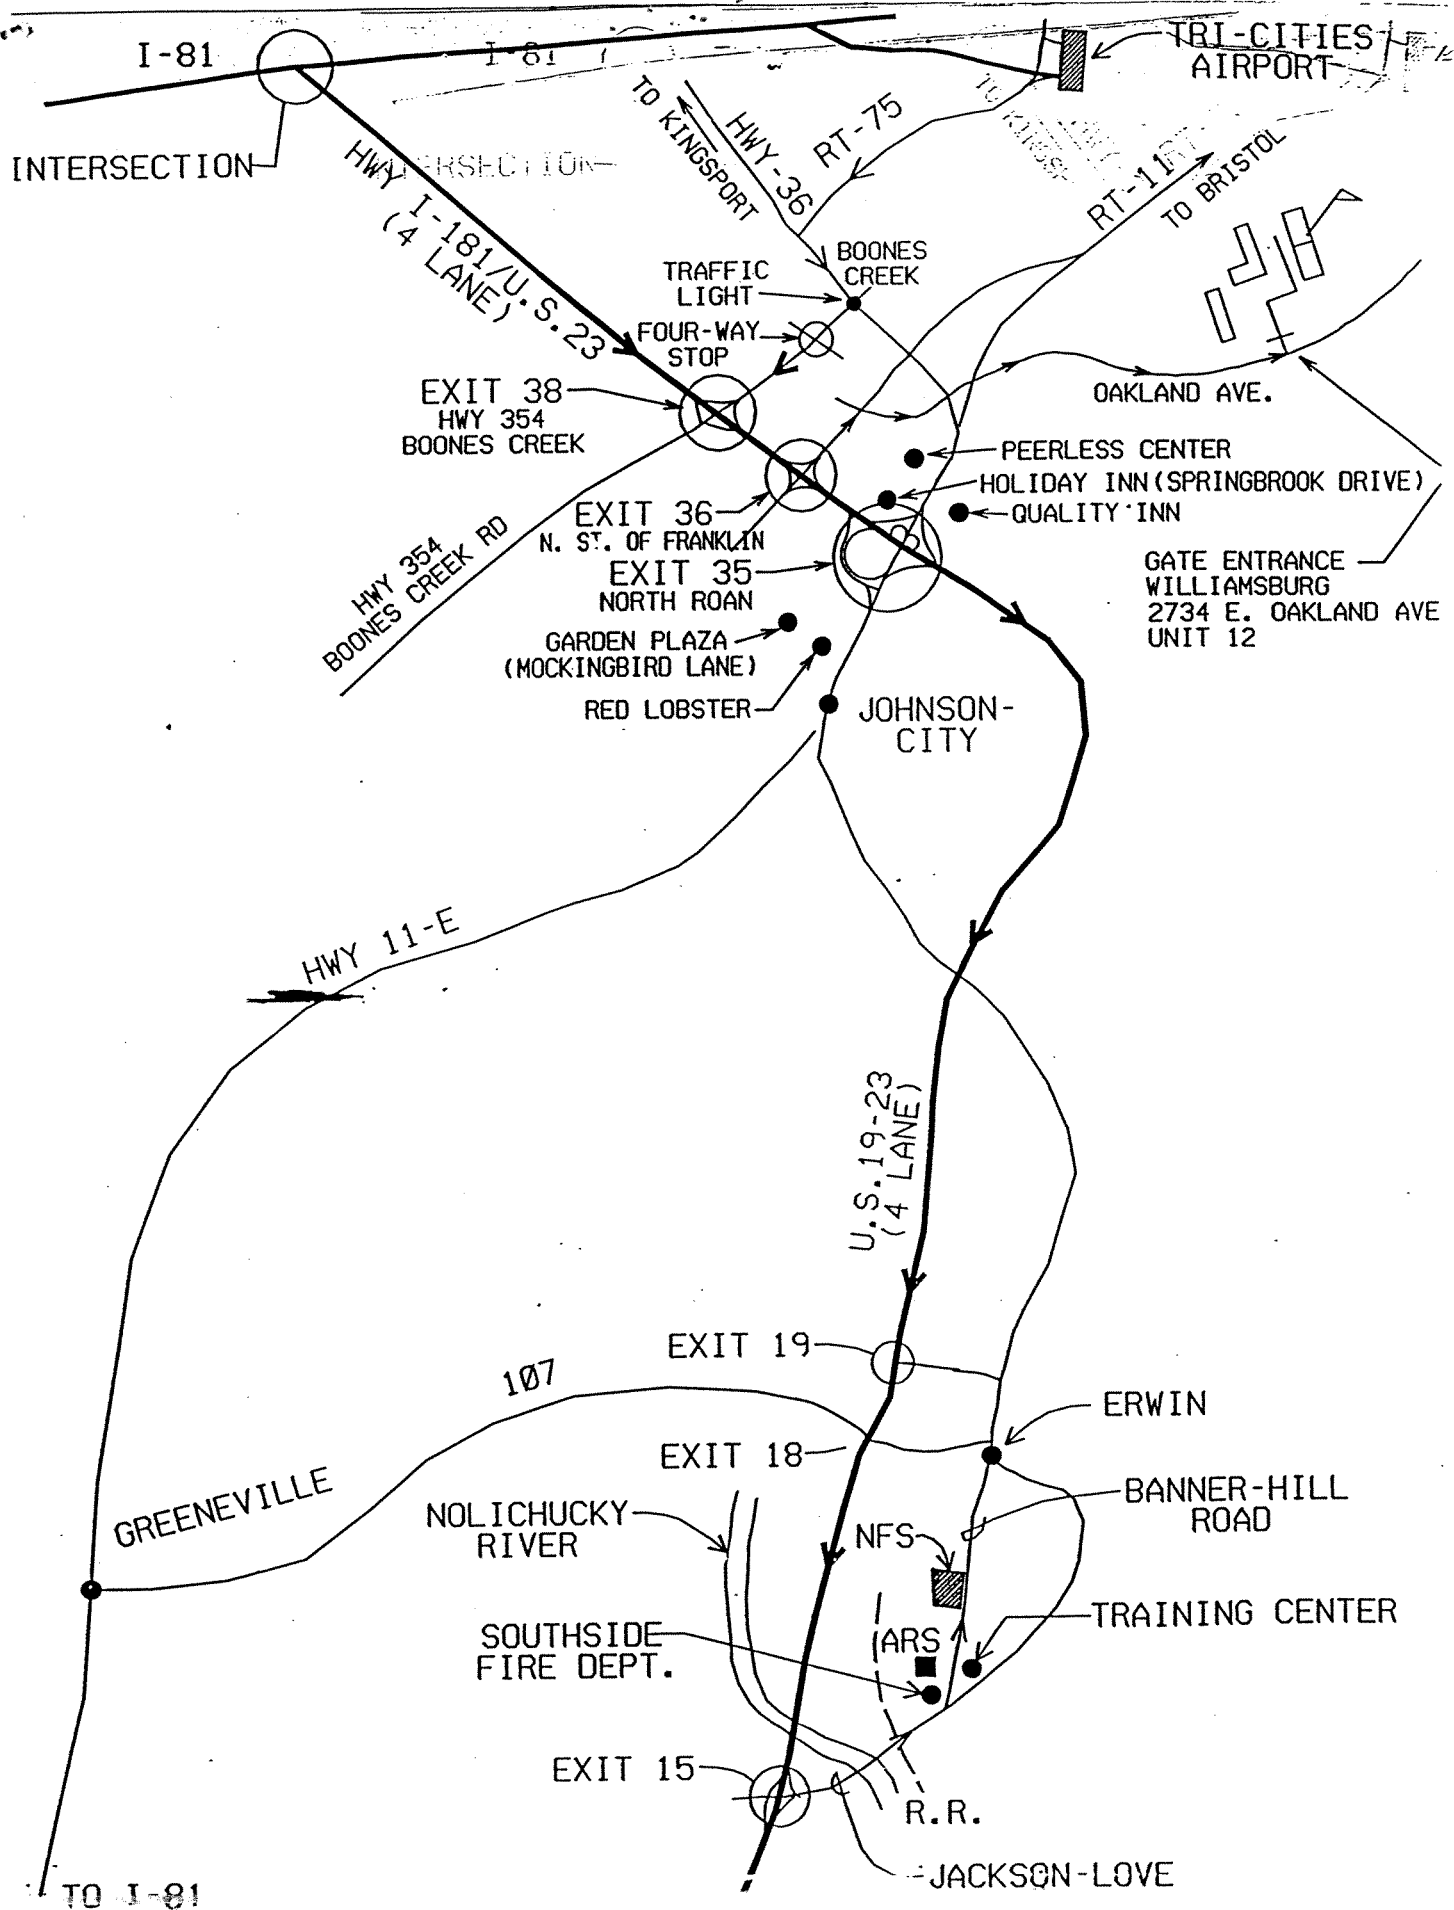 I-81
I-81
TRI-CITIES
AIRPORT
INTERSECTION
HWY I-181/U.S.23
(4 LANE)
TO KINGSPORT
HWY-36
RT-75
RT-11
TO BRISTOL
TRAFFIC
LIGHT
BOONES
CREEK
FOUR-WAY
STOP
EXIT 38
HWY 354
BOONES CREEK
OAKLAND AVE.
PEERLESS CENTER
HOLIDAY INN(SPRINGBROOK DRIVE)
QUALITY INN
EXIT 36
N. ST. OF FRANKLIN
EXIT 35
NORTH ROAN
HWY 354
BOONES CREEK RD
GATE ENTRANCE
WILLIAMSBURG
2734 E. OAKLAND AVE
UNIT 12
GARDEN PLAZA
(MOCKINGBIRD LANE)
RED LOBSTER
JOHNSON-
CITY
HWY 11-E
U.S.19-23
(4 LANE)
EXIT 19
107
ERWIN
EXIT 18
GREENEVILLE
BANNER-HILL
ROAD
NOLICHUCKY
RIVER
NFS
TRAINING CENTER
SOUTHSIDE
FIRE DEPT.
ARS
EXIT 15
R.R.
JACKSON-LOVE
TO I-81